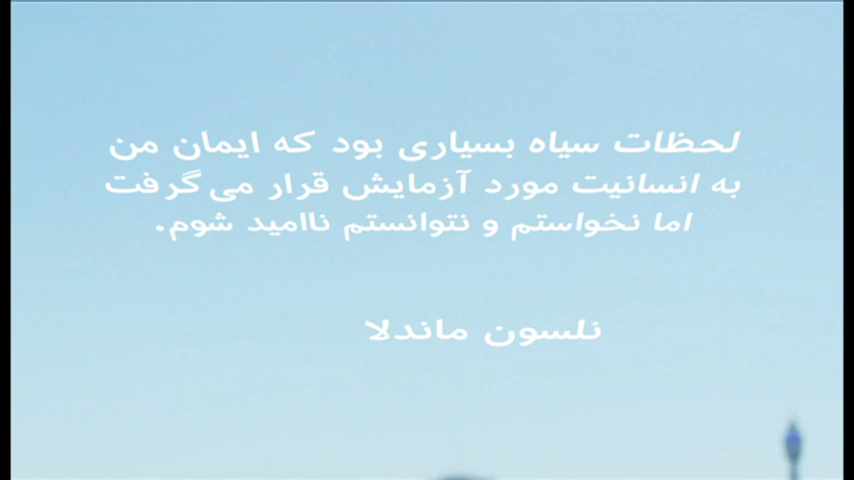 لحظات سیاه بسیاری بود که ایمان من
به انسانیت مورد آزمایش قرار می گرفت
اما نخواستم و نتوانستم ناامید شوم.
نلسون ماندلا